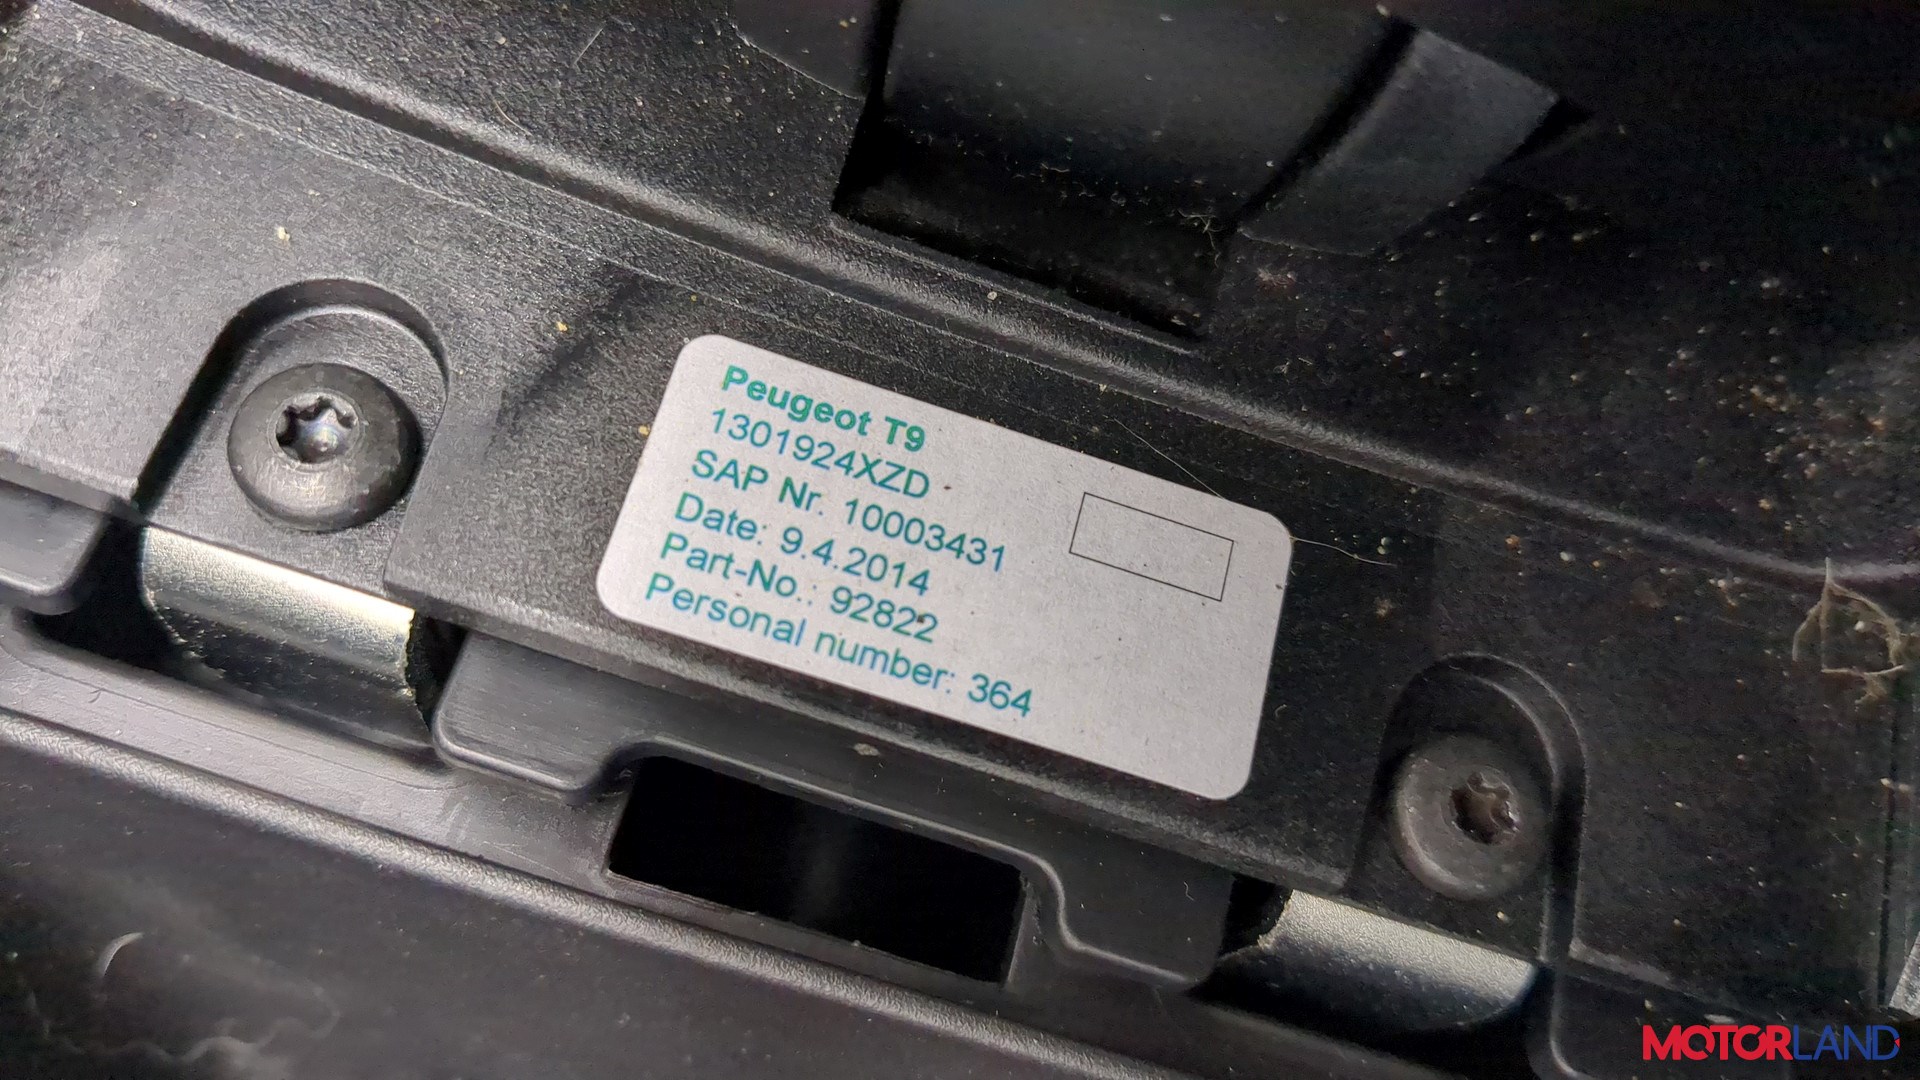 Peugeot T9
1301924XZD
SAP Nr. 10003431
Date: 9.4.2014
Part-No.: 92822
Personal number: 364
MOTORLAND